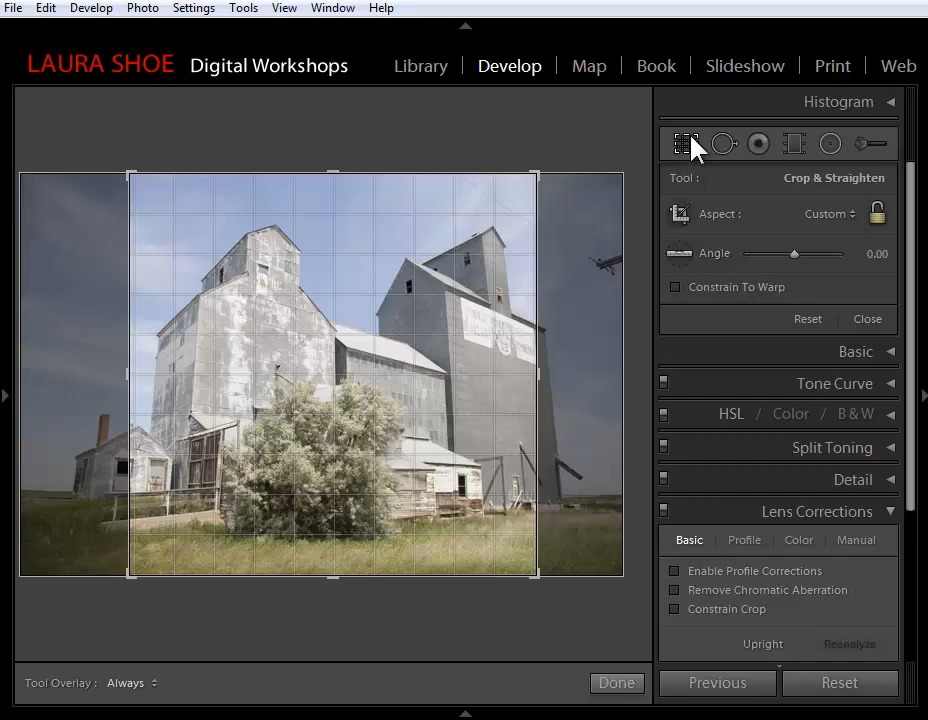 File Edit Develop Photo Settings Tools View Window Help
LAURA SHOE Digital Workshops Library Develop Map Book Slideshow Print Web
Histogram
Tool : Crop & Straighten
Aspect : Custom
Angle 0.00
Constrain To Warp
Reset Close
Basic
Tone Curve
HSL / Color / B & W
Split Toning
Detail
Lens Corrections
Basic Profile Color Manual
Enable Profile Corrections
Remove Chromatic Aberration
Constrain Crop
Upright Reanalyze
Tool Overlay : Always Done Previous Reset